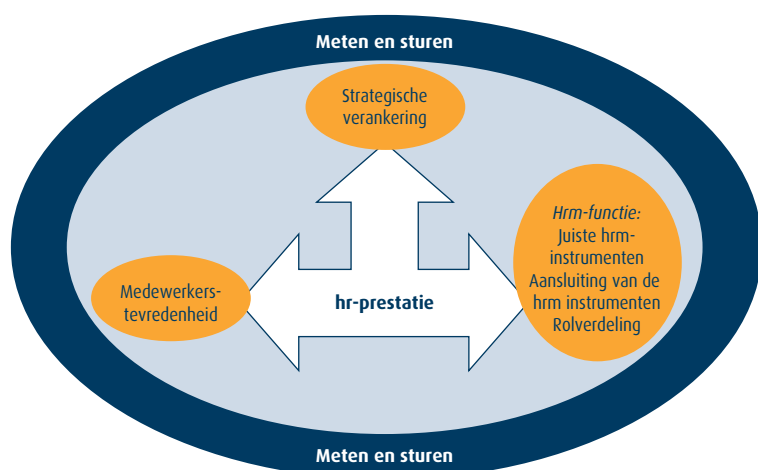 Meten en sturen
Strategische
verankering
Hrm-functie:
Juiste hrm-
instrumenten
Aansluiting van de
hrm instrumenten
Rolverdeling
Medewerkers-
tevredenheid
hr-prestatie
Meten en sturen